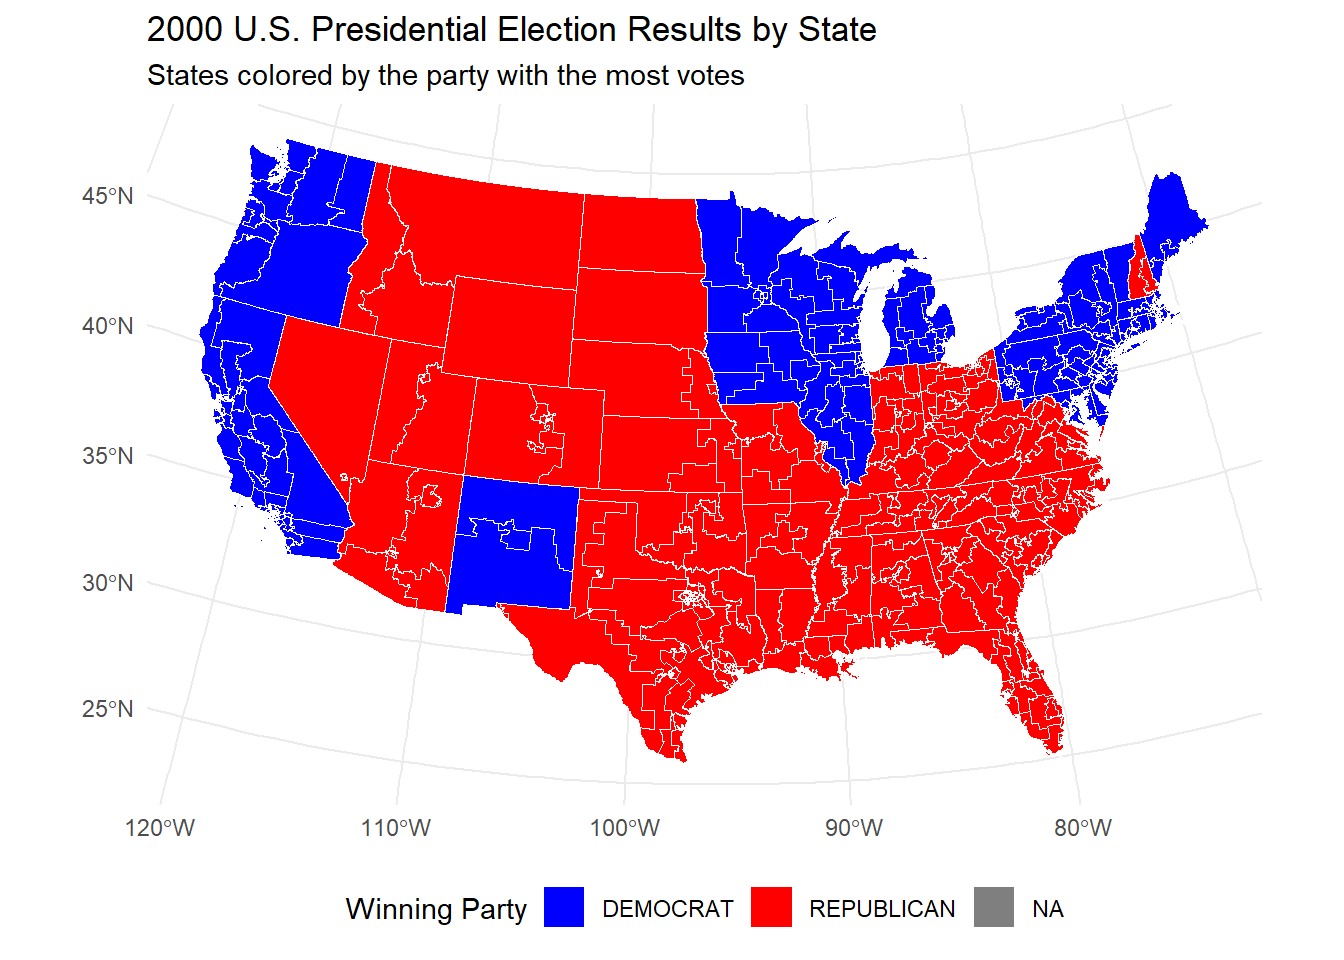 2000 U.S. Presidential Election Results by State
States colored by the party with the most votes
45°N
40°N
35°N
30°N
25°N
120°W 110°W 100°W 90°W 80°W
Winning Party DEMOCRAT REPUBLICAN NA